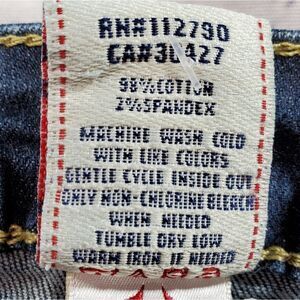 RN#112790
CA#30427
98%COTTON
2%SPANDEX
MACHINE WASH COLD
WITH LIKE COLORS
GENTLE CYCLE INSIDE OUT
ONLY NON-CHLORINE BLEACH
WHEN NEEDED
TUMBLE DRY LOW
WARM IRON IF NEEDED